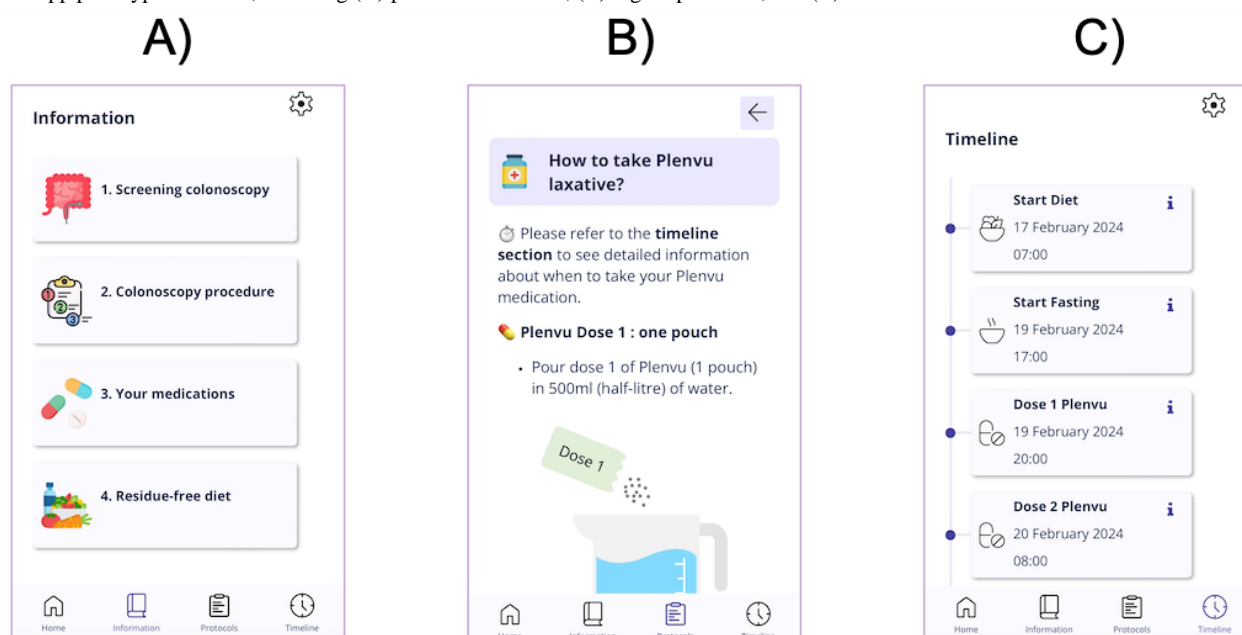 A)
Information
1. Screening colonoscopy
2. Colonoscopy procedure
3. Your medications
4. Residue-free diet
Home Information Protocols Timeline
B)
How to take Plenvu
laxative?
Please refer to the timeline
section to see detailed information
about when to take your Plenvu
medication.
Plenvu Dose 1 : one pouch
• Pour dose 1 of Plenvu (1 pouch)
in 500ml (half-litre) of water.
Dose 1
C)
Timeline
Start Diet i
17 February 2024
07:00
Start Fasting i
19 February 2024
17:00
Dose 1 Plenvu i
19 February 2024
20:00
Dose 2 Plenvu i
20 February 2024
08:00
Home Information Protocols Timeline